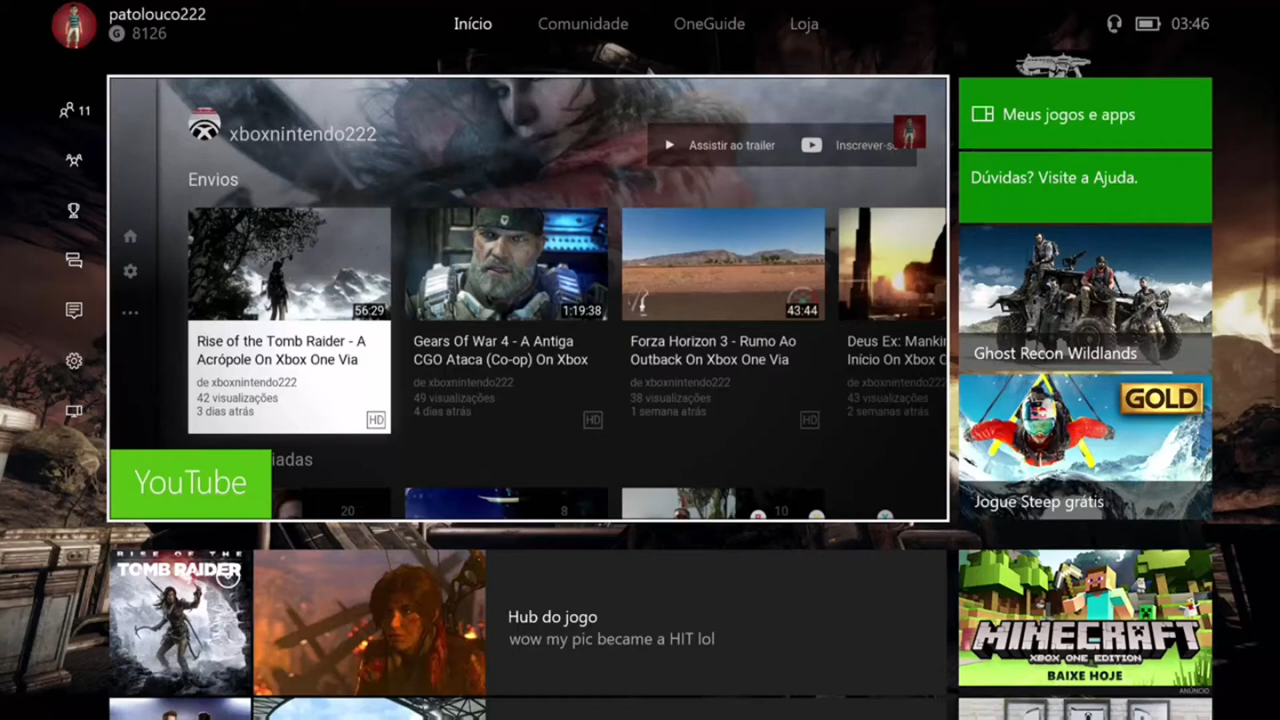 patolouco222
G 8126
Início
Comunidade
OneGuide
Loja
03:46
11
xboxnintendo222
Assistir ao trailer
Inscrever-se
Envios
56:29
Rise of the Tomb Raider - A
Acrópole On Xbox One Via
de xboxnintendo222
42 visualizações
3 dias atrás
HD
1:19:38
Gears Of War 4 - A Antiga
CGO Ataca (Co-op) On Xbox
de xboxnintendo222
49 visualizações
4 dias atrás
HD
43:44
Forza Horizon 3 - Rumo Ao
Outback On Xbox One Via
de xboxnintendo222
38 visualizações
1 semana atrás
HD
Deus Ex: Mankin
Início On Xbox O
de xboxnintendo222
43 visualizações
2 semanas atrás
iadas
20
8
10
YouTube
Meus jogos e apps
Dúvidas? Visite a Ajuda.
Ghost Recon Wildlands
GOLD
Jogue Steep grátis
RISE OF THE
TOMB RAIDER
Hub do jogo
wow my pic became a HIT lol
MINECRAFT
XBOX ONE EDITION
BAIXE HOJE
ANÚNCIO